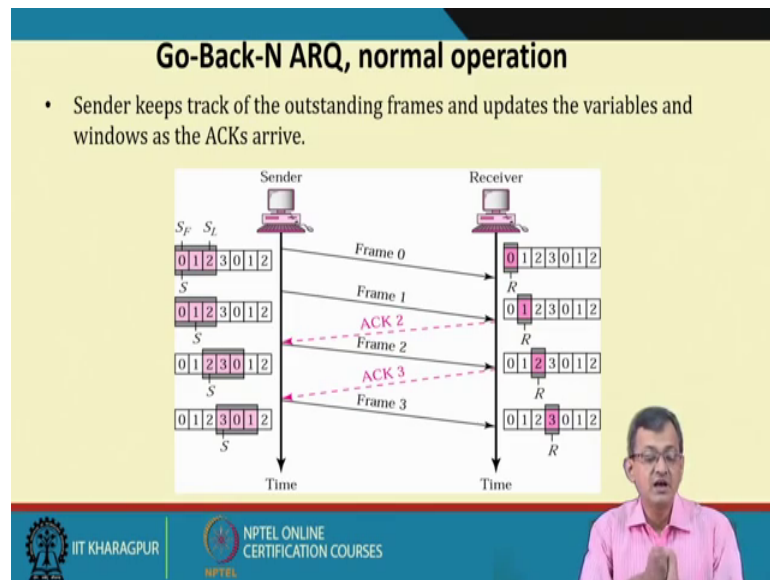 Go-Back-N ARQ, normal operation
• Sender keeps track of the outstanding frames and updates the variables and
windows as the ACKs arrive.
Sender
Receiver
S_F S_L
0 1 2 3 0 1 2
S
Frame 0
0 1 2 3 0 1 2
R
0 1 2 3 0 1 2
S
Frame 1
ACK 2
0 1 2 3 0 1 2
R
0 1 2 3 0 1 2
S
Frame 2
ACK 3
0 1 2 3 0 1 2
R
0 1 2 3 0 1 2
S
Frame 3
0 1 2 3 0 1 2
R
Time
Time
IIT KHARAGPUR
NPTEL ONLINE
CERTIFICATION COURSES
NPTEL